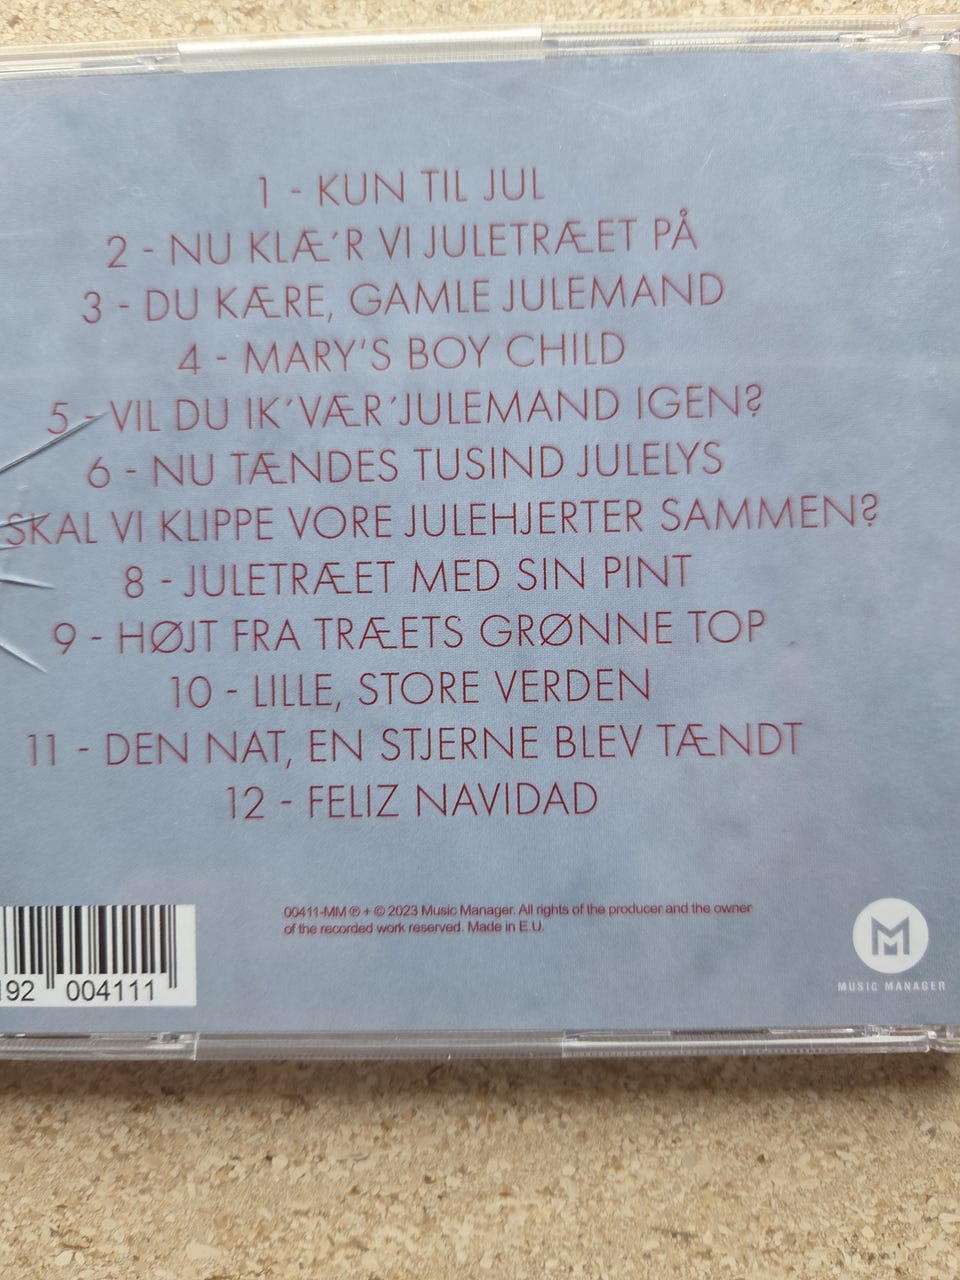 1 - KUN TIL JUL
2 - NU KLÆ´R VI JULETRÆET PÅ
3 - DU KÆRE, GAMLE JULEMAND
4 - MARY'S BOY CHILD
5 - VIL DU IK´VÆR´JULEMAND IGEN?
6 - NU TÆNDES TUSIND JULELYS
SKAL VI KLIPPE VORE JULEHJERTER SAMMEN?
8 - JULETRÆET MED SIN PINT
9 - HØJT FRA TRÆETS GRØNNE TOP
10 - LILLE, STORE VERDEN
11 - DEN NAT, EN STJERNE BLEV TÆNDT
12 - FELIZ NAVIDAD
00411-MM ℗ + © 2023 Music Manager. All rights of the producer and the owner
of the recorded work reserved. Made in E.U.
192 004111
M
MUSIC MANAGER